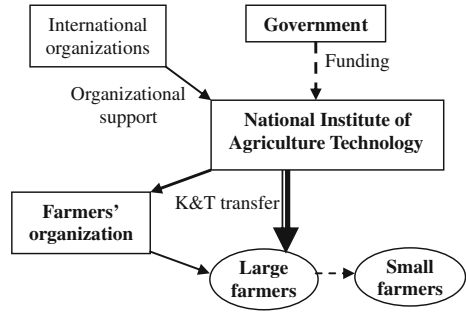 International
organizations
Government
Funding
Organizational
support
National Institute of
Agriculture Technology
K&T transfer
Farmers'
organization
Large
farmers
Small
farmers